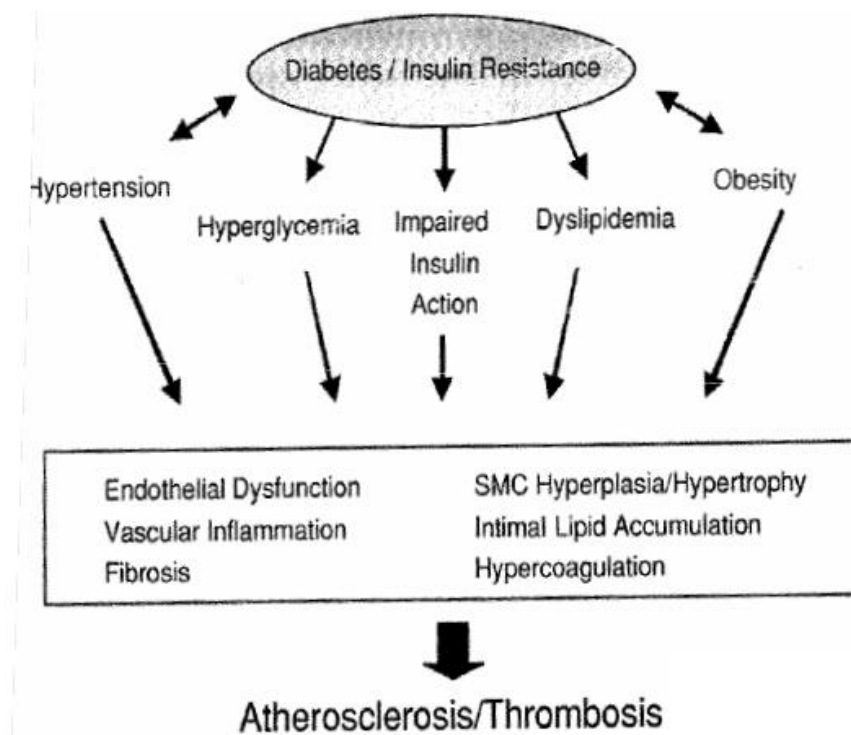 Diabetes / Insulin Resistance
Hypertension
Obesity
Hyperglycemia
Impaired
Insulin
Action
Dyslipidemia
Endothelial Dysfunction
Vascular Inflammation
Fibrosis
SMC Hyperplasia/Hypertrophy
Intimal Lipid Accumulation
Hypercoagulation
Atherosclerosis/Thrombosis